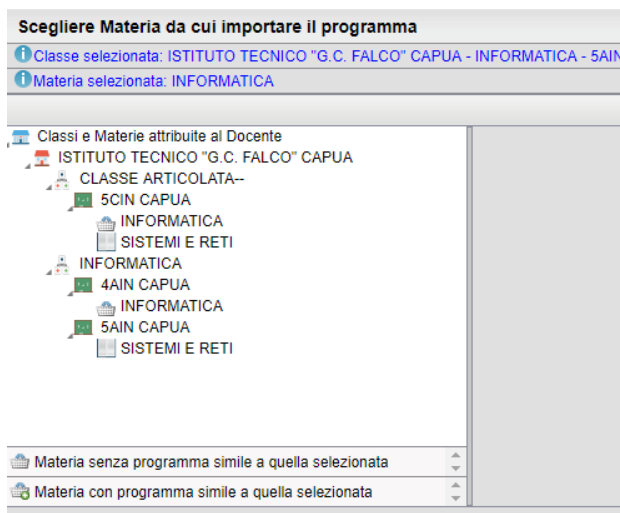 Scegliere Materia da cui importare il programma
Classe selezionata: ISTITUTO TECNICO "G.C. FALCO" CAPUA - INFORMATICA - 5AIN
Materia selezionata: INFORMATICA
Classi e Materie attribuite al Docente
ISTITUTO TECNICO "G.C. FALCO" CAPUA
CLASSE ARTICOLATA--
5CIN CAPUA
INFORMATICA
SISTEMI E RETI
INFORMATICA
4AIN CAPUA
INFORMATICA
5AIN CAPUA
SISTEMI E RETI
Materia senza programma simile a quella selezionata
Materia con programma simile a quella selezionata